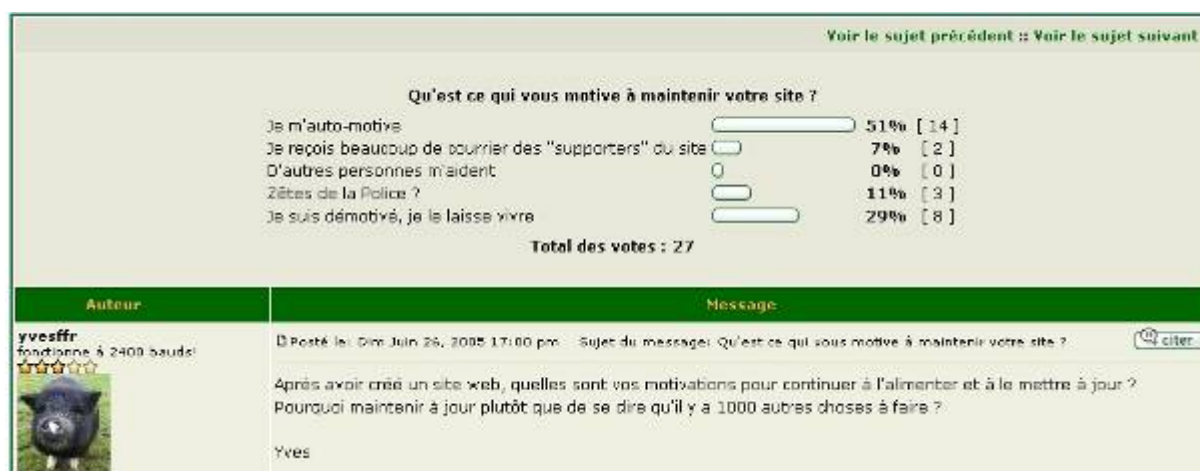 Voir le sujet précédent :: Voir le sujet suivant
Qu'est ce qui vous motive à maintenir votre site ?
Je m'auto-motive 51% [ 14 ]
Je reçois beaucoup de courrier des "supporters" du site 7% [ 2 ]
D'autres personnes m'aident 0% [ 0 ]
Zêtes de la Police ? 11% [ 3 ]
Je suis démotivé, je le laisse vivre 29% [ 8 ]
Total des votes : 27
Auteur Message
yvesffr
fonctionne à 2400 bauds!
Posté le: Dim Juin 26, 2005 17:00 pm Sujet du message: Qu'est ce qui vous motive à maintenir votre site ? citer
Après avoir créé un site web, quelles sont vos motivations pour continuer à l'alimenter et à le mettre à jour ?
Pourquoi maintenir à jour plutôt que de se dire qu'il y a 1000 autres choses à faire ?
Yves